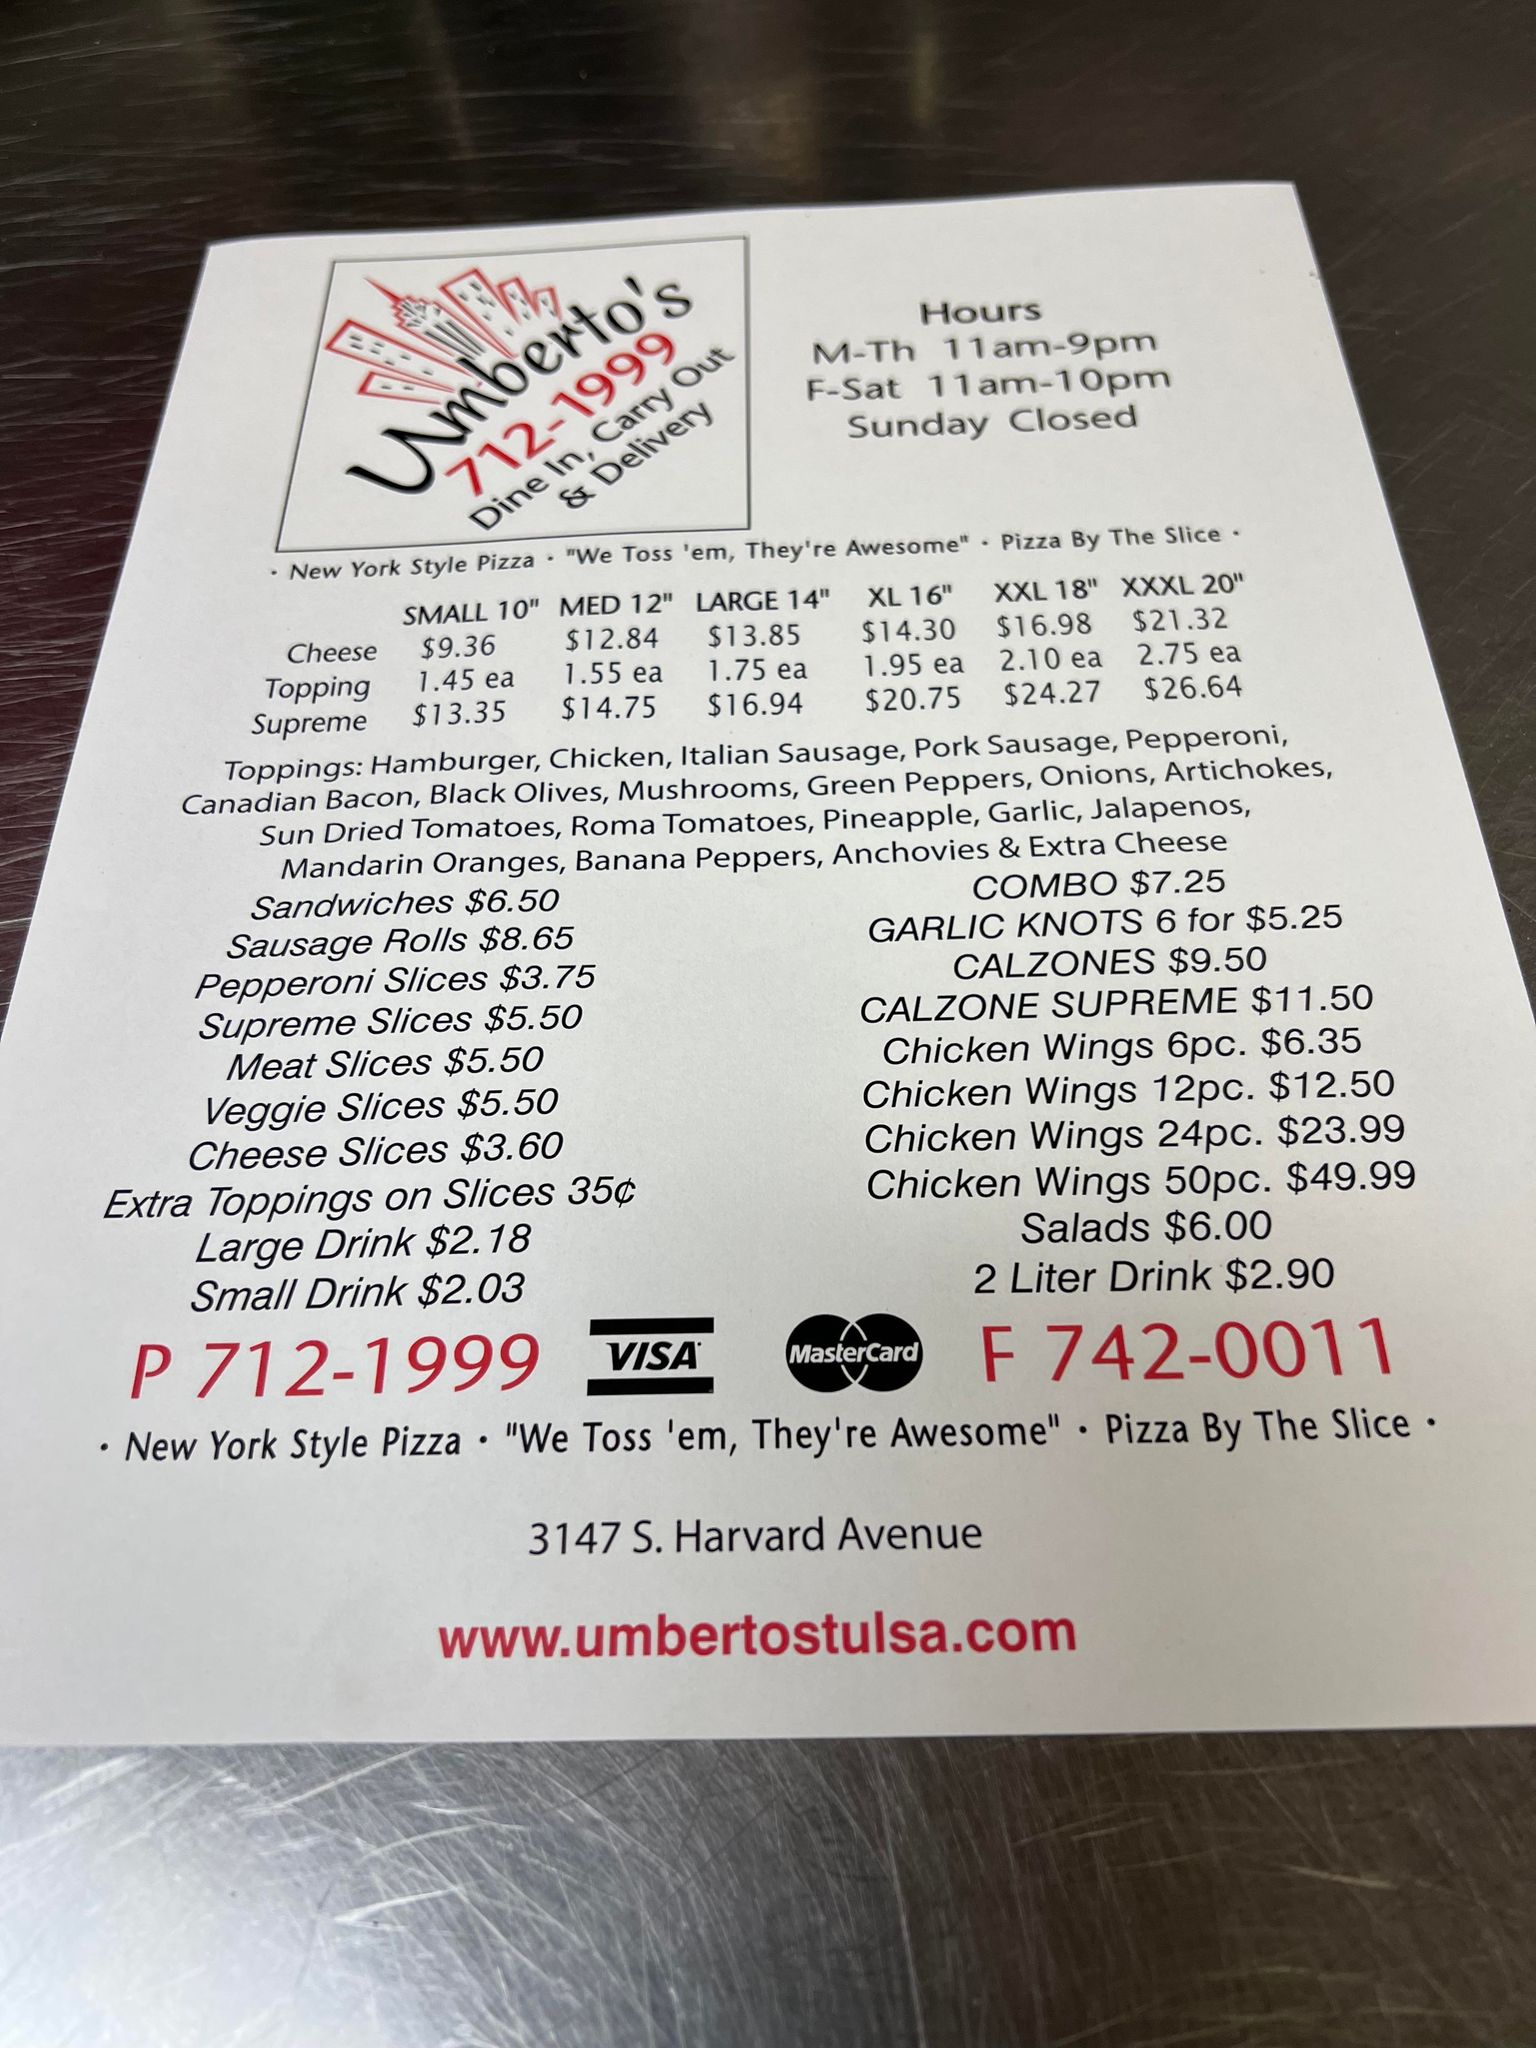 Umberto's
712-1999
Dine In, Carry Out
& Delivery
Hours
M-Th 11am-9pm
F-Sat 11am-10pm
Sunday Closed
· New York Style Pizza · "We Toss 'em, They're Awesome" · Pizza By The Slice ·
SMALL 10" MED 12" LARGE 14" XL 16" XXL 18" XXXL 20"
Cheese $9.36 $12.84 $13.85 $14.30 $16.98 $21.32
Topping 1.45 ea 1.55 ea 1.75 ea 1.95 ea 2.10 ea 2.75 ea
Supreme $13.35 $14.75 $16.94 $20.75 $24.27 $26.64
Toppings: Hamburger, Chicken, Italian Sausage, Pork Sausage, Pepperoni,
Canadian Bacon, Black Olives, Mushrooms, Green Peppers, Onions, Artichokes,
Sun Dried Tomatoes, Roma Tomatoes, Pineapple, Garlic, Jalapenos,
Mandarin Oranges, Banana Peppers, Anchovies & Extra Cheese
Sandwiches $6.50
Sausage Rolls $8.65
Pepperoni Slices $3.75
Supreme Slices $5.50
Meat Slices $5.50
Veggie Slices $5.50
Cheese Slices $3.60
Extra Toppings on Slices 35¢
Large Drink $2.18
Small Drink $2.03
COMBO $7.25
GARLIC KNOTS 6 for $5.25
CALZONES $9.50
CALZONE SUPREME $11.50
Chicken Wings 6pc. $6.35
Chicken Wings 12pc. $12.50
Chicken Wings 24pc. $23.99
Chicken Wings 50pc. $49.99
Salads $6.00
2 Liter Drink $2.90
P 712-1999 VISA MasterCard F 742-0011
· New York Style Pizza · "We Toss 'em, They're Awesome" · Pizza By The Slice ·
3147 S. Harvard Avenue
www.umbertostulsa.com